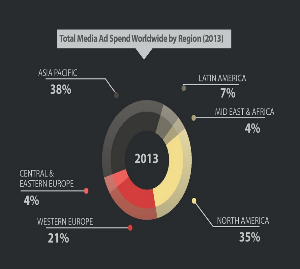 Total Media Ad Spend Worldwide by Region (2013)
ASIA PACIFIC
38%
LATIN AMERICA
7%
MID EAST & AFRICA
4%
2013
CENTRAL &
EASTERN EUROPE
4%
WESTERN EUROPE
21%
NORTH AMERICA
35%